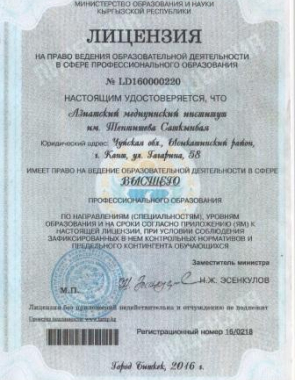 МИНИСТЕРСТВО ОБРАЗОВАНИЯ И НАУКИ
КЫРГЫЗСКОЙ РЕСПУБЛИКИ
ЛИЦЕНЗИЯ
НА ПРАВО ВЕДЕНИЯ ОБРАЗОВАТЕЛЬНОЙ ДЕЯТЕЛЬНОСТИ
В СФЕРЕ ПРОФЕССИОНАЛЬНОГО ОБРАЗОВАНИЯ
№ LD160000220
НАСТОЯЩИМ УДОСТОВЕРЯЕТСЯ, ЧТО
Азиатский медицинский институт
им. Тентишева Саткынбая
Юридический адрес: Чуйская обл., Ысыкатинский район,
г. Кант, ул. Гагарина, 58
ИМЕЕТ ПРАВО НА ВЕДЕНИЕ ОБРАЗОВАТЕЛЬНОЙ ДЕЯТЕЛЬНОСТИ В СФЕРЕ
ВЫСШЕГО
ПРОФЕССИОНАЛЬНОГО ОБРАЗОВАНИЯ
ПО НАПРАВЛЕНИЯМ (СПЕЦИАЛЬНОСТЯМ), УРОВНЯМ
ОБРАЗОВАНИЯ И НА СРОКИ СОГЛАСНО ПРИЛОЖЕНИЮ (ЯМ) К
НАСТОЯЩЕЙ ЛИЦЕНЗИИ, ПРИ УСЛОВИИ СОБЛЮДЕНИЯ
ЗАФИКСИРОВАННЫХ В НЕМ КОНТРОЛЬНЫХ НОРМАТИВОВ И
ПРЕДЕЛЬНОГО КОНТИНГЕНТА ОБУЧАЮЩИХСЯ
Заместитель министра
Н.Ж. ЭСЕНКУЛОВ
М.П.
Лицензия без приложений недействительна и отчуждению не подлежит
Регистрационный номер 16/0218
Город Бишкек, 2016 г.